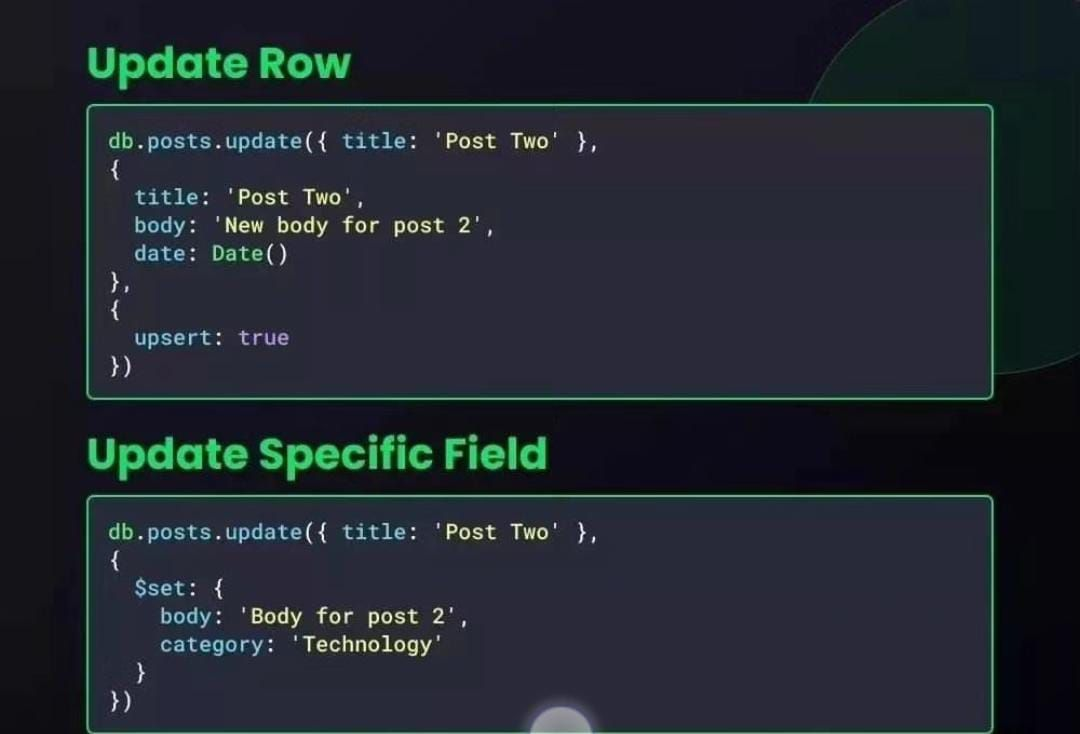 Update Row
db.posts.update({ title: 'Post Two' },
{
  title: 'Post Two',
  body: 'New body for post 2',
  date: Date()
},
{
  upsert: true
})
Update Specific Field
db.posts.update({ title: 'Post Two' },
{
  $set: {
    body: 'Body for post 2',
    category: 'Technology'
  }
})